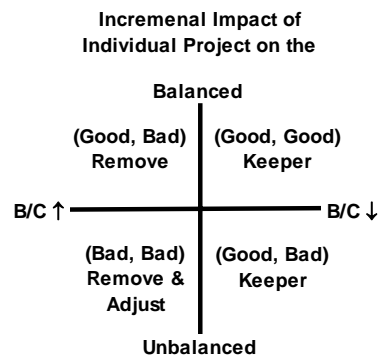 Incremenal Impact of
Individual Project on the
Balanced
(Good, Bad) (Good, Good)
Remove Keeper
B/C ↑ B/C ↓
(Bad, Bad) (Good, Bad)
Remove & Keeper
Adjust
Unbalanced